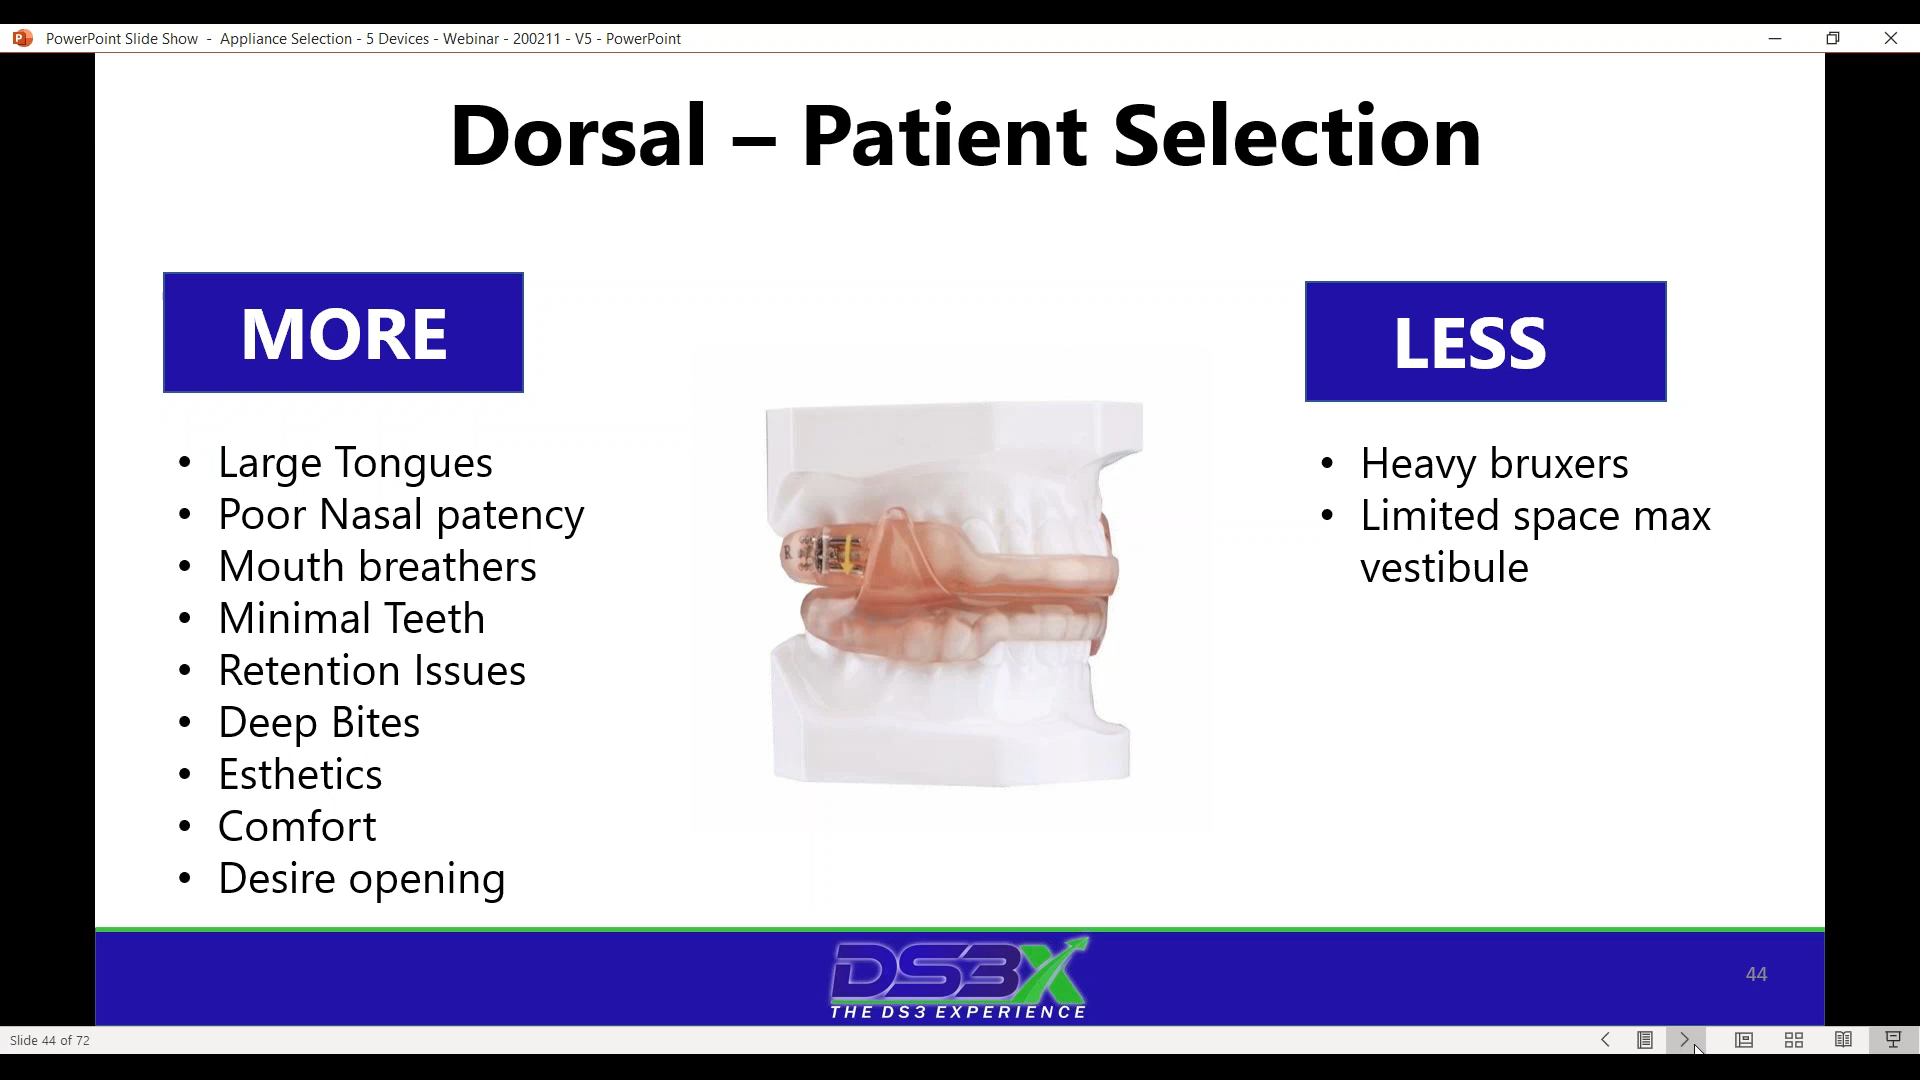 PowerPoint Slide Show - Appliance Selection - 5 Devices - Webinar - 200211 - V5 - PowerPoint
Dorsal – Patient Selection
MORE
• Large Tongues
• Poor Nasal patency
• Mouth breathers
• Minimal Teeth
• Retention Issues
• Deep Bites
• Esthetics
• Comfort
• Desire opening
R
LESS
• Heavy bruxers
• Limited space max
vestibule
DS3X
THE DS3 EXPERIENCE
44
Slide 44 of 72